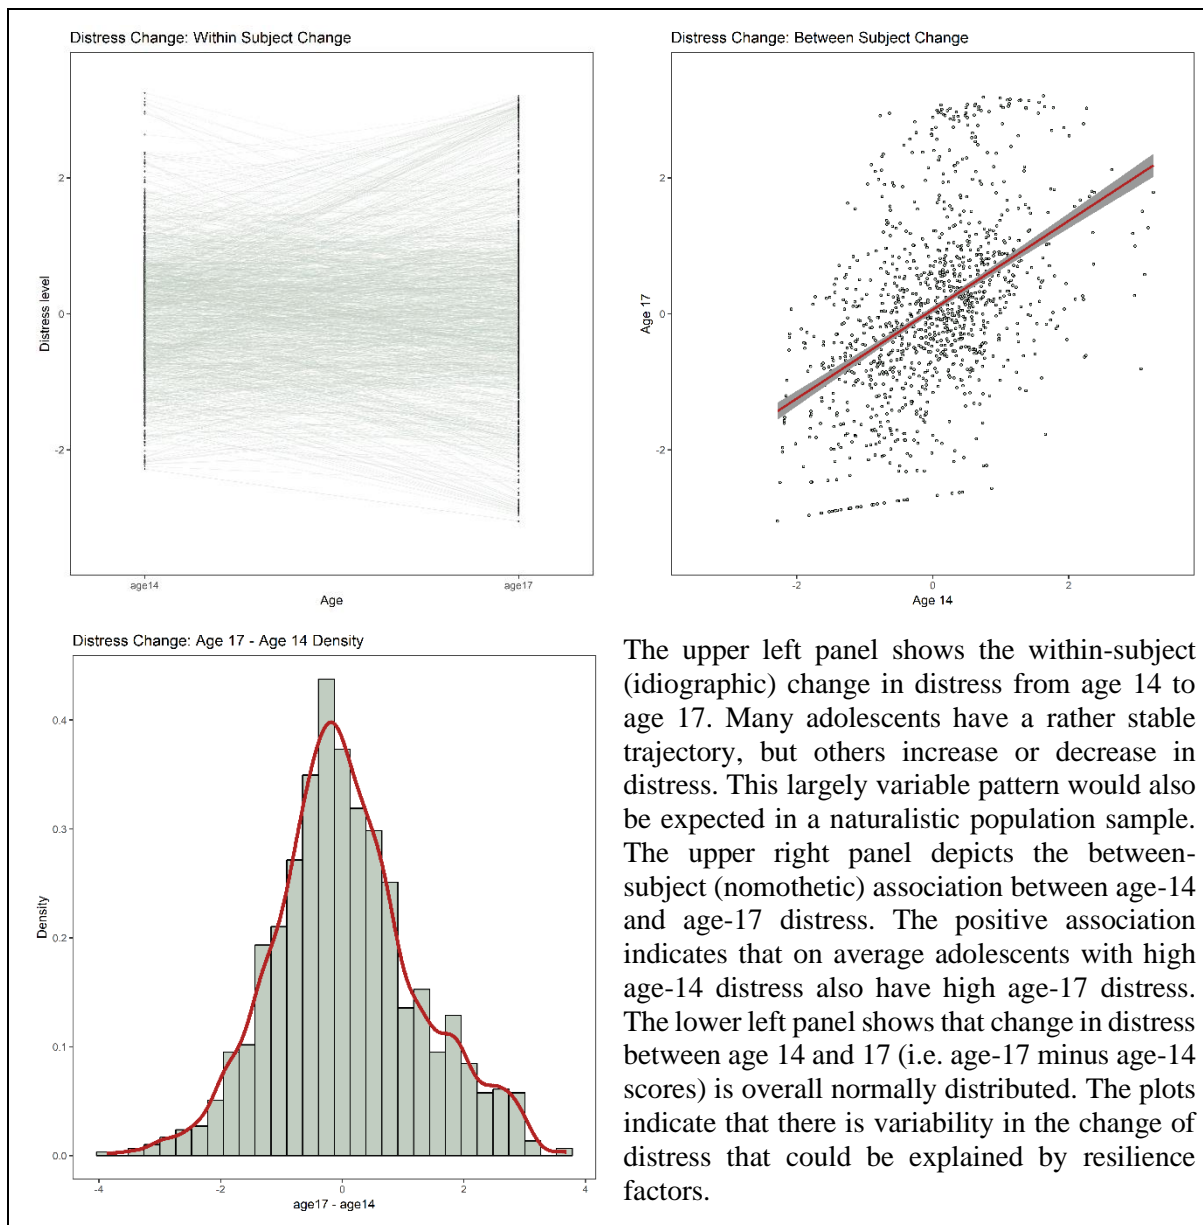 Distress Change: Within Subject Change
2
0
-2
Distress level
age14
age17
Age
Distress Change: Between Subject Change
2
0
-2
Age 17
-2
0
2
Age 14
Distress Change: Age 17 - Age 14 Density
0.4
0.3
0.2
0.1
0.0
Density
-4
-2
0
2
4
age17 - age14
The upper left panel shows the within-subject
(idiographic) change in distress from age 14 to
age 17. Many adolescents have a rather stable
trajectory, but others increase or decrease in
distress. This largely variable pattern would also
be expected in a naturalistic population sample.
The upper right panel depicts the between-
subject (nomothetic) association between age-14
and age-17 distress. The positive association
indicates that on average adolescents with high
age-14 distress also have high age-17 distress.
The lower left panel shows that change in distress
between age 14 and 17 (i.e. age-17 minus age-14
scores) is overall normally distributed. The plots
indicate that there is variability in the change of
distress that could be explained by resilience
factors.